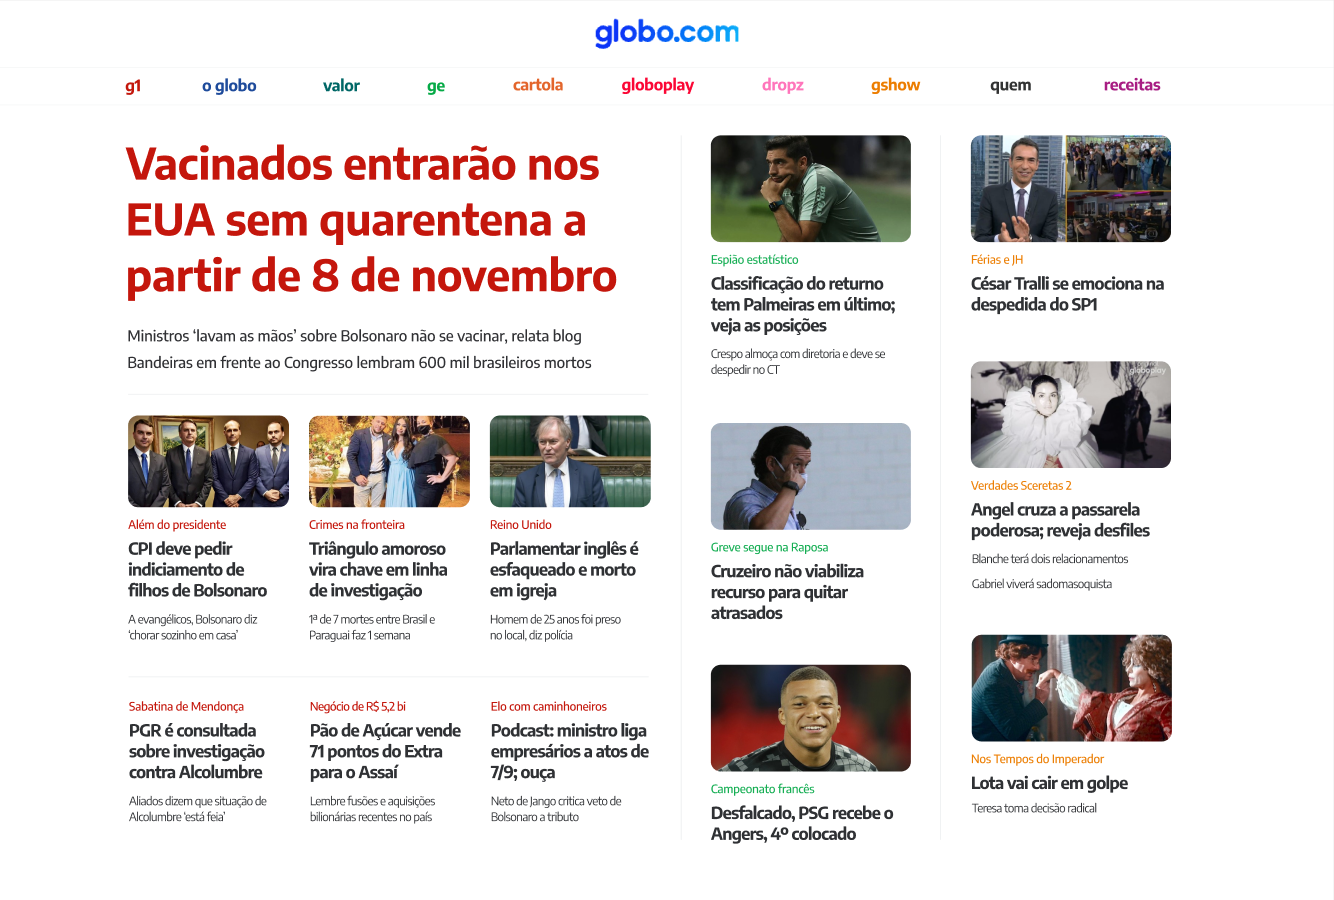 globo.com
g1
o globo
valor
ge
cartola
globoplay
dropz
gshow
quem
receitas
Vacinados entrarão nos
EUA sem quarentena a
partir de 8 de novembro
Ministros ‘lavam as mãos’ sobre Bolsonaro não se vacinar, relata blog
Bandeiras em frente ao Congresso lembram 600 mil brasileiros mortos
Além do presidente
CPI deve pedir
indiciamento de
filhos de Bolsonaro
A evangélicos, Bolsonaro diz
‘chorar sozinho em casa’
Crimes na fronteira
Triângulo amoroso
vira chave em linha
de investigação
1ª de 7 mortes entre Brasil e
Paraguai faz 1 semana
Reino Unido
Parlamentar inglês é
esfaqueado e morto
em igreja
Homem de 25 anos foi preso
no local, diz polícia
Sabatina de Mendonça
PGR é consultada
sobre investigação
contra Alcolumbre
Aliados dizem que situação de
Alcolumbre ‘está feia’
Negócio de R$ 5,2 bi
Pão de Açúcar vende
71 pontos do Extra
para o Assaí
Lembre fusões e aquisições
bilionárias recentes no país
Elo com caminhoneiros
Podcast: ministro liga
empresários a atos de
7/9; ouça
Neto de Jango critica veto de
Bolsonaro a tributo
Espião estatístico
Classificação do returno
tem Palmeiras em último;
veja as posições
Crespo almoça com diretoria e deve se
despedir no CT
Greve segue na Raposa
Cruzeiro não viabiliza
recurso para quitar
atrasados
Campeonato francês
Desfalcado, PSG recebe o
Angers, 4º colocado
Férias e JH
César Tralli se emociona na
despedida do SP1
globoplay
Verdades Sceretas 2
Angel cruza a passarela
poderosa; reveja desfiles
Blanche terá dois relacionamentos
Gabriel viverá sadomasoquista
Nos Tempos do Imperador
Lota vai cair em golpe
Teresa toma decisão radical